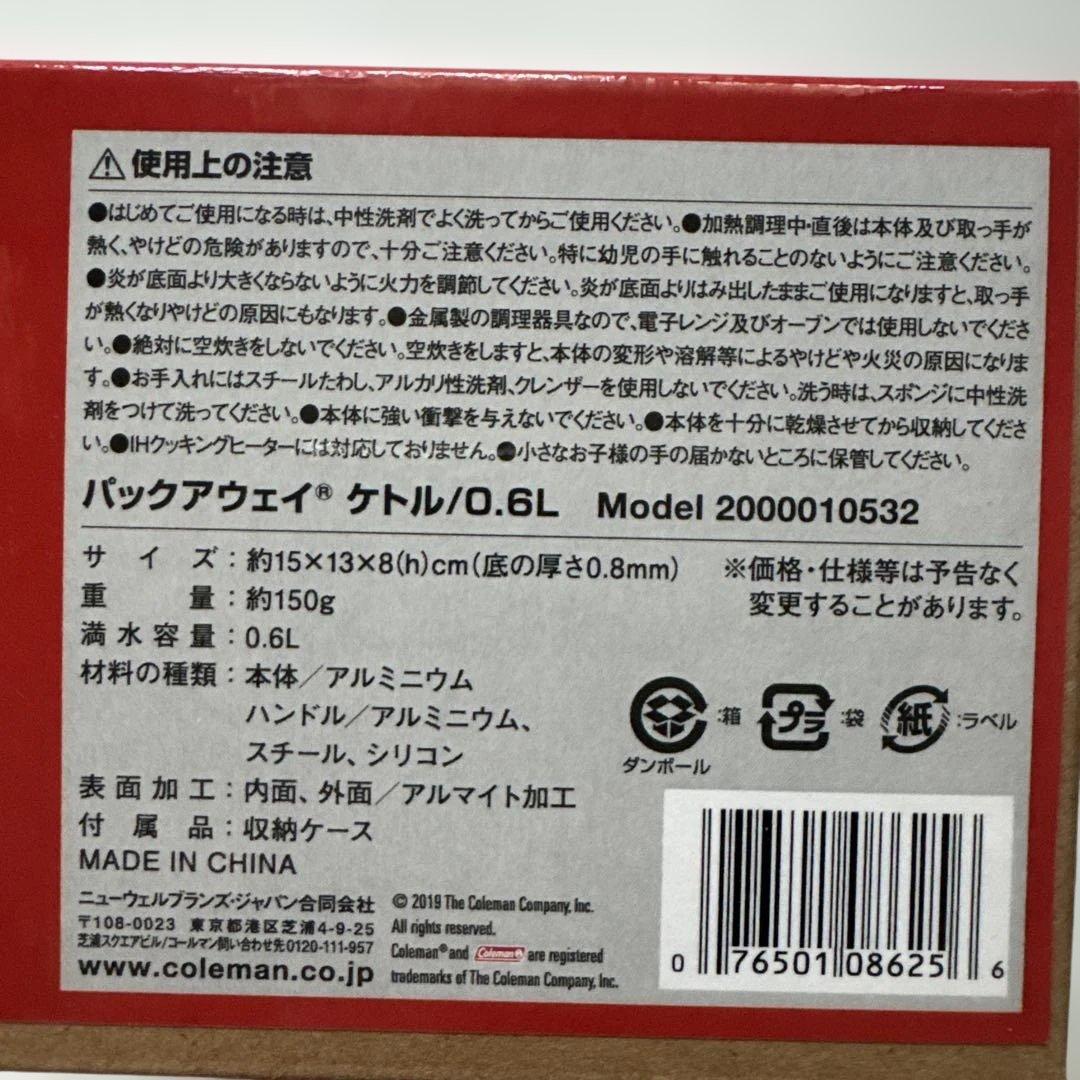 ⚠使用上の注意
●はじめてご使用になる時は、中性洗剤でよく洗ってからご使用ください。●加熱調理中・直後は本体及び取っ手が
熱く、やけどの危険がありますので、十分ご注意ください。特に幼児の手に触れることのないようにご注意ください。
●炎が底面より大きくならないように火力を調節してください。炎が底面よりはみ出したままご使用になりますと、取っ手
が熱くなりやけどの原因にもなります。●金属製の調理器具なので、電子レンジ及びオーブンでは使用しないでくださ
い。●絶対に空炊きをしないでください。空炊きをしますと、本体の変形や溶解等によるやけどや火災の原因になりま
す。●お手入れにはスチールたわし、アルカリ性洗剤、クレンザーを使用しないでください。洗う時は、スポンジに中性洗
剤をつけて洗ってください。●本体に強い衝撃を与えないでください。●本体を十分に乾燥させてから収納してくださ
い。●IHクッキングヒーターには対応しておりません。●小さなお子様の手の届かないところに保管してください。
パックアウェイ® ケトル/0.6L Model 2000010532
サイズ：約15×13×8(h)cm(底の厚さ0.8mm)
重量：約150g
満水容量：0.6L
材料の種類：本体／アルミニウム
ハンドル／アルミニウム、
スチール、シリコン
表面加工：内面、外面／アルマイト加工
付属品：収納ケース
MADE IN CHINA
※価格・仕様等は予告なく
変更することがあります。
ダンボール
:箱
プラ
:袋
紙
:ラベル
ニューウェルブランズ・ジャパン合同会社
〒108-0023 東京都港区芝浦4-9-25
芝浦スクエアビル/コールマン問い合わせ先0120-111-957
www.coleman.co.jp
© 2019 The Coleman Company, Inc.
All rights reserved.
Coleman® and Coleman are registered
trademarks of The Coleman Company, Inc.
0 76501 08625 6